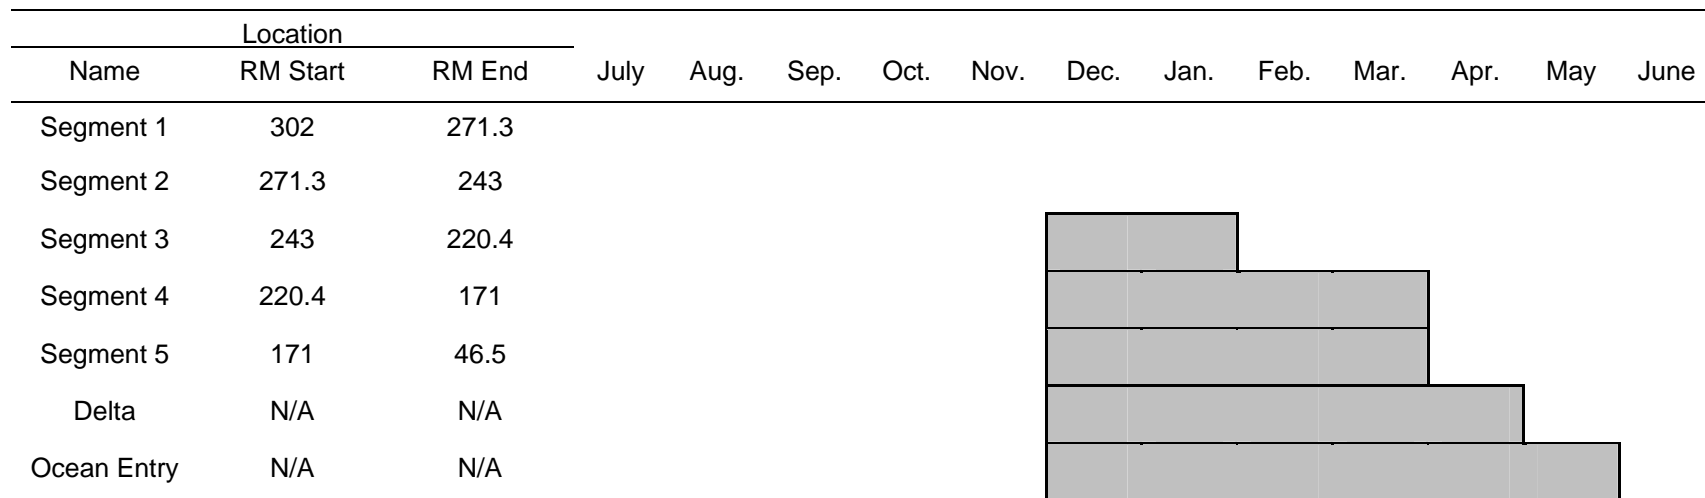 Location
Name RM Start RM End July Aug. Sep. Oct. Nov. Dec. Jan. Feb. Mar. Apr. May June
Segment 1 302 271.3
Segment 2 271.3 243
Segment 3 243 220.4
Segment 4 220.4 171
Segment 5 171 46.5
Delta N/A N/A
Ocean Entry N/A N/A